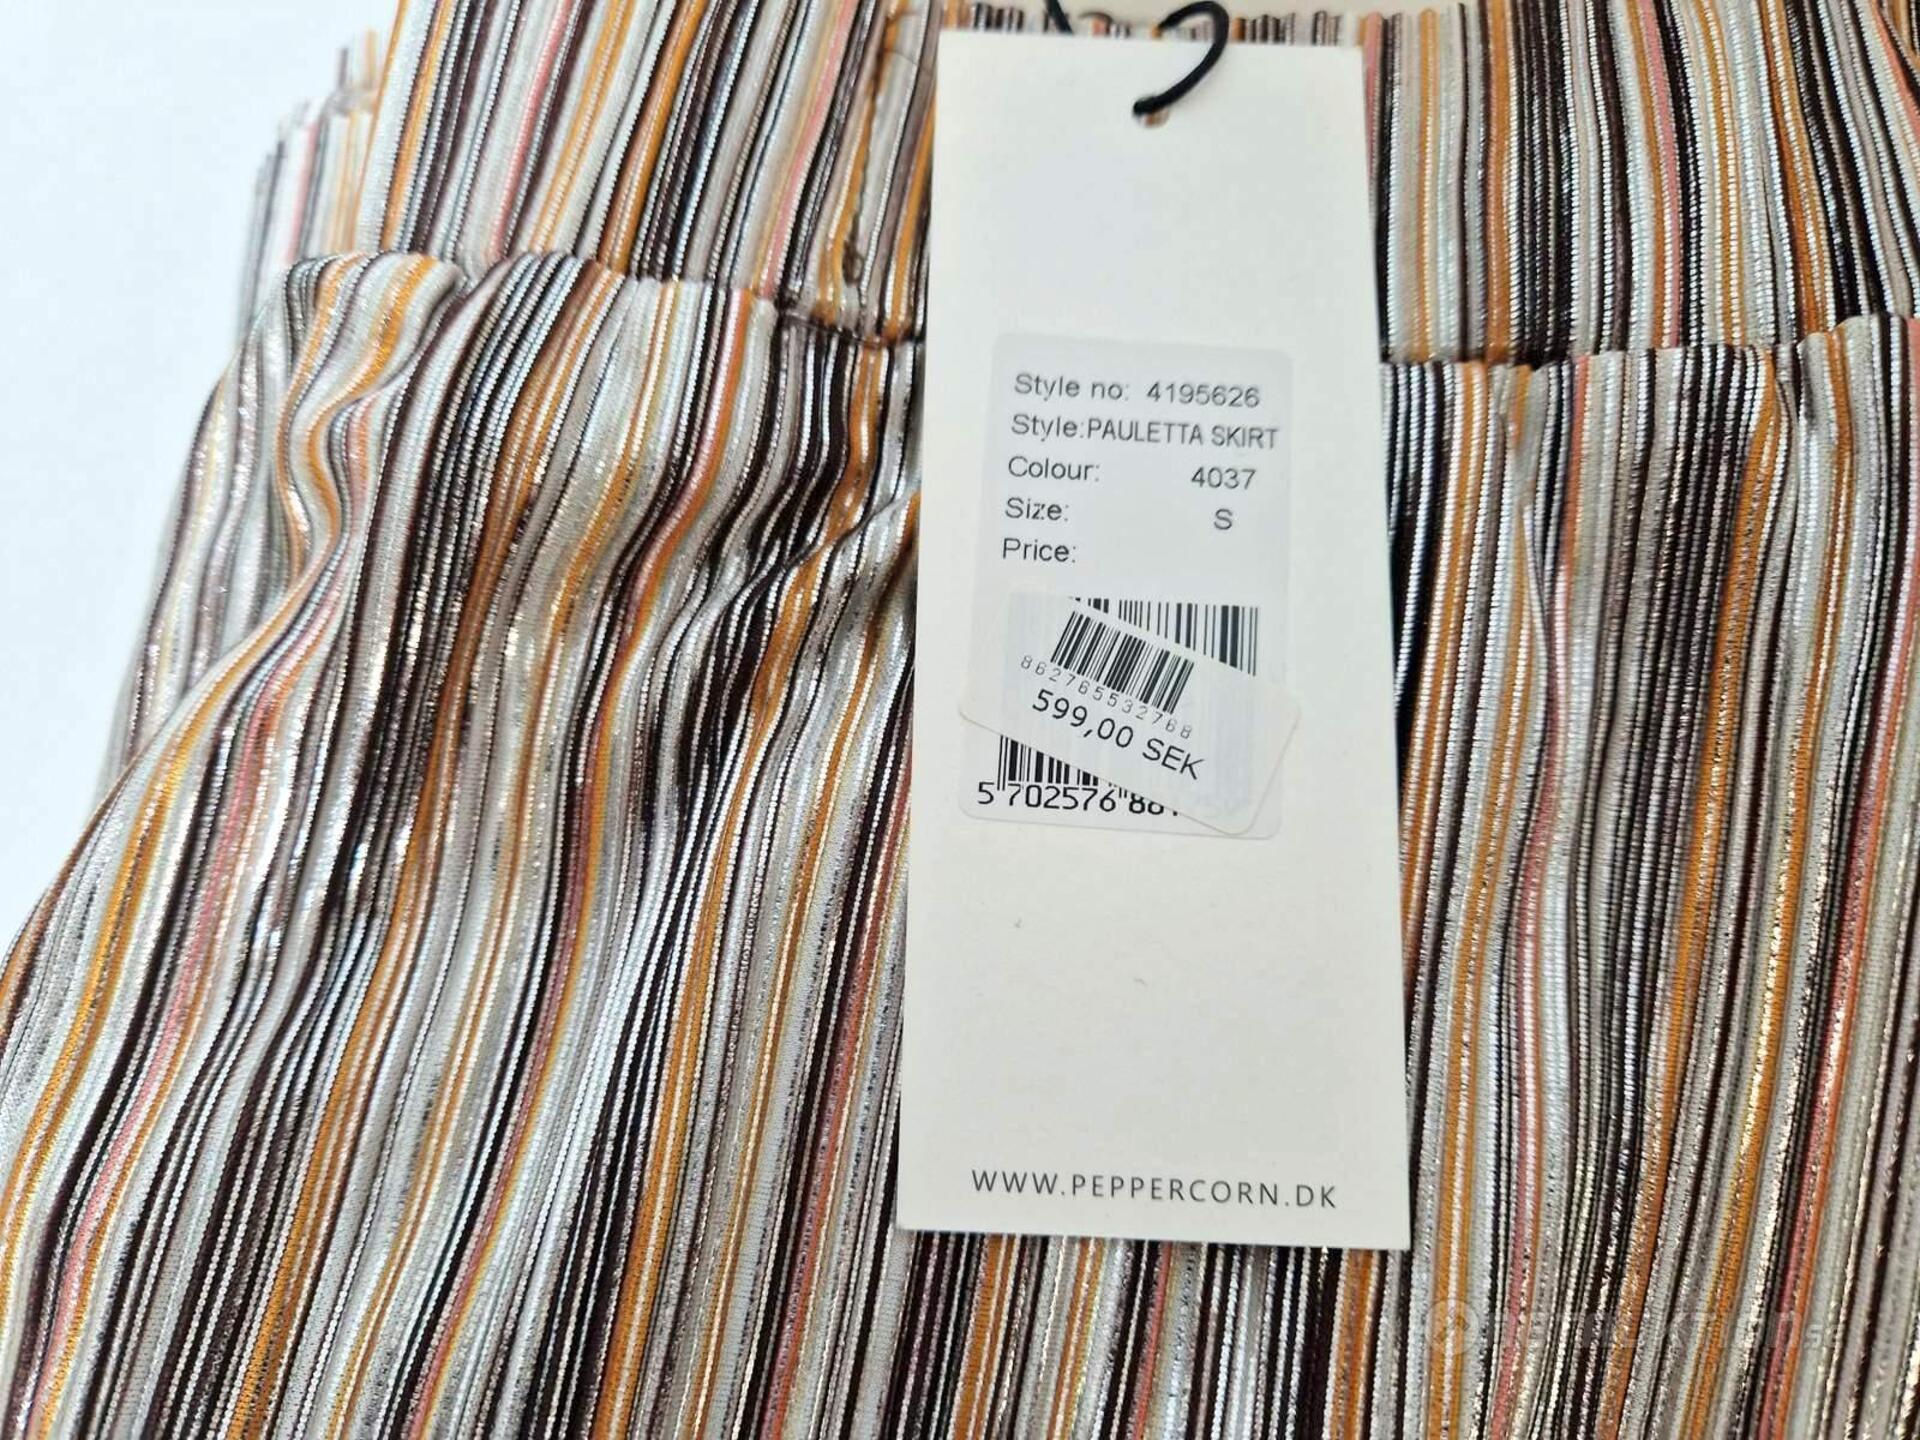 Style no: 4195626
Style:PAULETTA SKIRT
Colour: 4037
Size: S
Price:
862765532768
599,00 SEK
5 702576 88
WWW.PEPPERCORN.DK